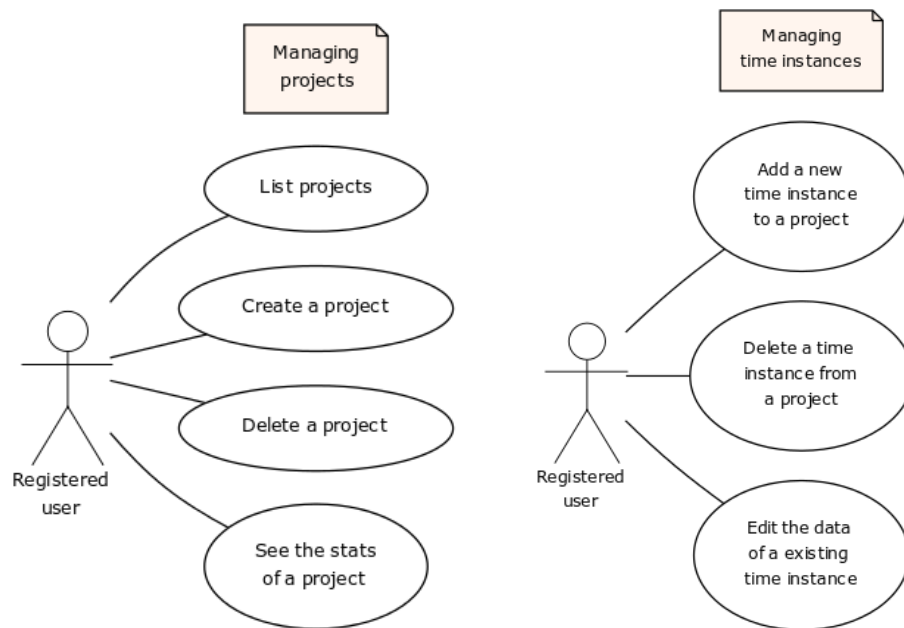 Managing
projects
List projects
Create a project
Delete a project
See the stats
of a project
Registered
user
Managing
time instances
Add a new
time instance
to a project
Delete a time
instance from
a project
Edit the data
of a existing
time instance
Registered
user